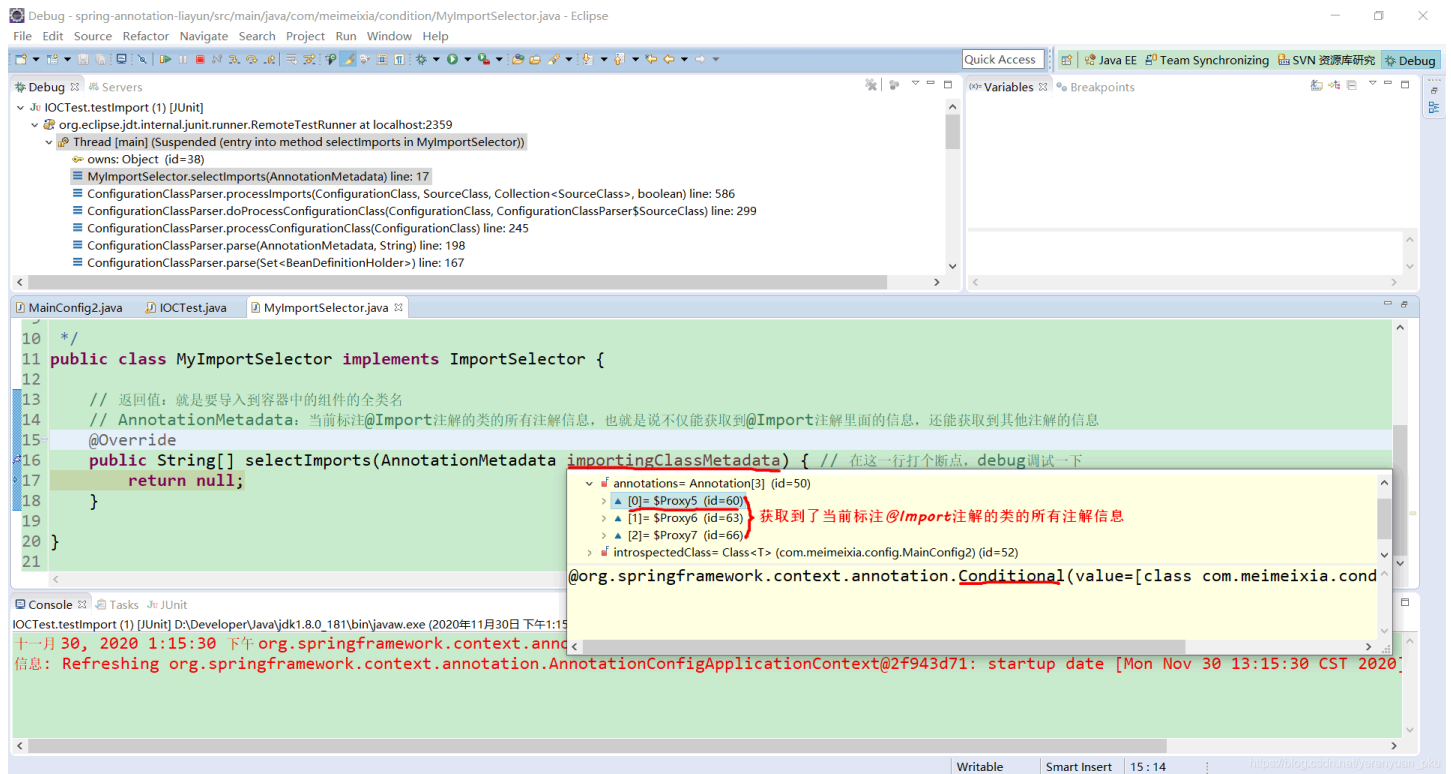 Debug - spring-annotation-liayun/src/main/java/com/meimeixia/condition/MyImportSelector.java - Eclipse
File Edit Source Refactor Navigate Search Project Run Window Help
Quick Access Java EE Team Synchronizing SVN 资源库研究 Debug
Debug Servers
(x)= Variables Breakpoints
Ju IOCTest.testImport (1) [JUnit]
org.eclipse.jdt.internal.junit.runner.RemoteTestRunner at localhost:2359
Thread [main] (Suspended (entry into method selectImports in MyImportSelector))
owns: Object (id=38)
MyImportSelector.selectImports(AnnotationMetadata) line: 17
ConfigurationClassParser.processImports(ConfigurationClass, SourceClass, Collection<SourceClass>, boolean) line: 586
ConfigurationClassParser.doProcessConfigurationClass(ConfigurationClass, ConfigurationClassParser$SourceClass) line: 299
ConfigurationClassParser.processConfigurationClass(ConfigurationClass) line: 245
ConfigurationClassParser.parse(AnnotationMetadata, String) line: 198
ConfigurationClassParser.parse(Set<BeanDefinitionHolder>) line: 167
MainConfig2.java IOCTest.java MyImportSelector.java
10 */
11 public class MyImportSelector implements ImportSelector {
12
13 // 返回值：就是要导入到容器中的组件的全类名
14 // AnnotationMetadata：当前标注@Import注解的类的所有注解信息，也就是说不仅能获取到@Import注解里面的信息，还能获取到其他注解的信息
15 @Override
16 public String[] selectImports(AnnotationMetadata importingClassMetadata) { // 在这一行打个断点，debug调试一下
17 return null;
18 }
19
20 }
21
annotations= Annotation[3] (id=50)
[0]= $Proxy5 (id=60)
[1]= $Proxy6 (id=63) 获取到了当前标注@Import注解的类的所有注解信息
[2]= $Proxy7 (id=66)
introspectedClass= Class<T> (com.meimeixia.config.MainConfig2) (id=52)
@org.springframework.context.annotation.Conditional(value=[class com.meimeixia.cond
Console Tasks Ju JUnit
IOCTest.testImport (1) [JUnit] D:\Developer\Java\jdk1.8.0_181\bin\javaw.exe (2020年11月30日 下午1:15
十一月 30, 2020 1:15:30 下午 org.springframework.context.anno
信息: Refreshing org.springframework.context.annotation.AnnotationConfigApplicationContext@2f943d71: startup date [Mon Nov 30 13:15:30 CST 2020]
Writable Smart Insert 15 : 14
https://blog.csdn.net/yerenyuan_pku